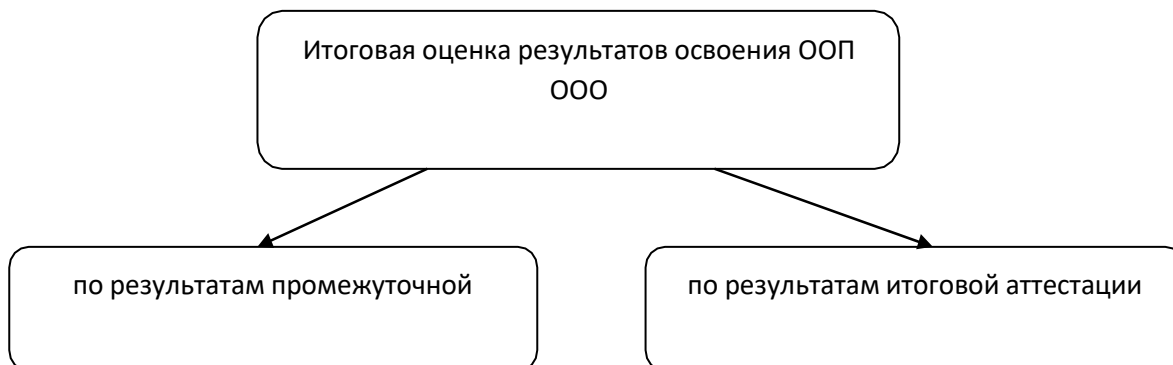 Итоговая оценка результатов освоения ООП
ООО
по результатам промежуточной
по результатам итоговой аттестации